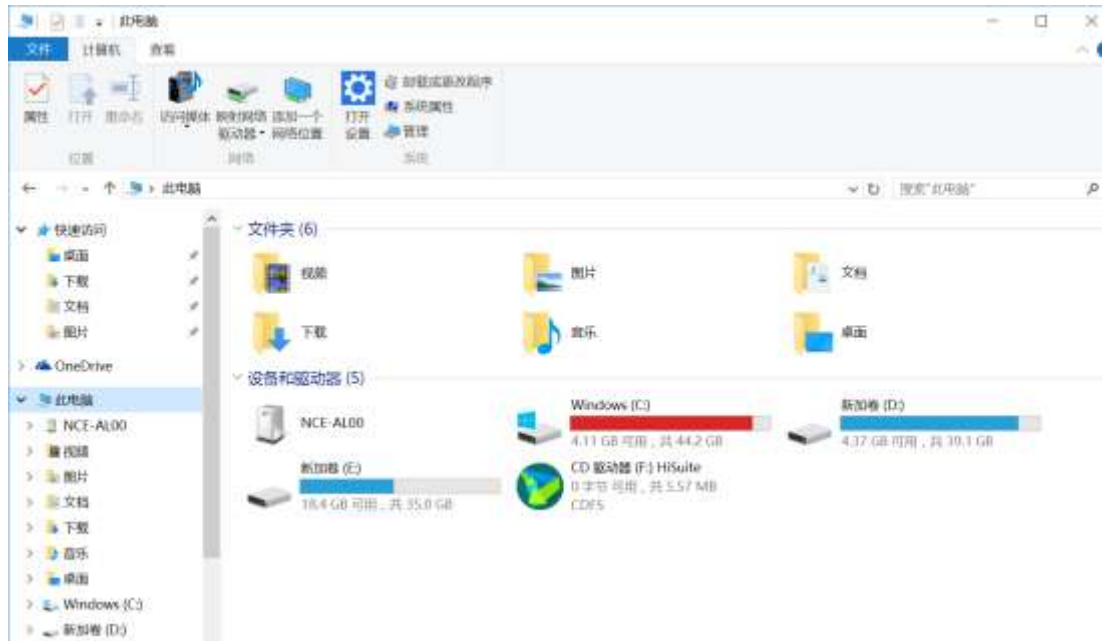 此电脑
文件 计算机 查看
属性 打开 重命名 访问媒体 映射网络驱动器 添加一个网络位置 打开设置 卸载或更改程序
系统属性
管理
位置 网络 系统
此电脑 搜索"此电脑"
快速访问
桌面
下载
文档
图片
OneDrive
此电脑
NCE-AL00
视频
图片
文档
下载
音乐
桌面
Windows (C:)
新加卷 (D:)
文件夹 (6)
视频 图片 文档
下载 音乐 桌面
设备和驱动器 (5)
NCE-AL00
Windows (C:)
4.11 GB 可用，共 44.2 GB
新加卷 (D:)
4.37 GB 可用，共 39.1 GB
新加卷 (E:)
18.4 GB 可用，共 35.0 GB
CD 驱动器 (F:) HiSuite
0 字节 可用，共 5.57 MB
CDFS